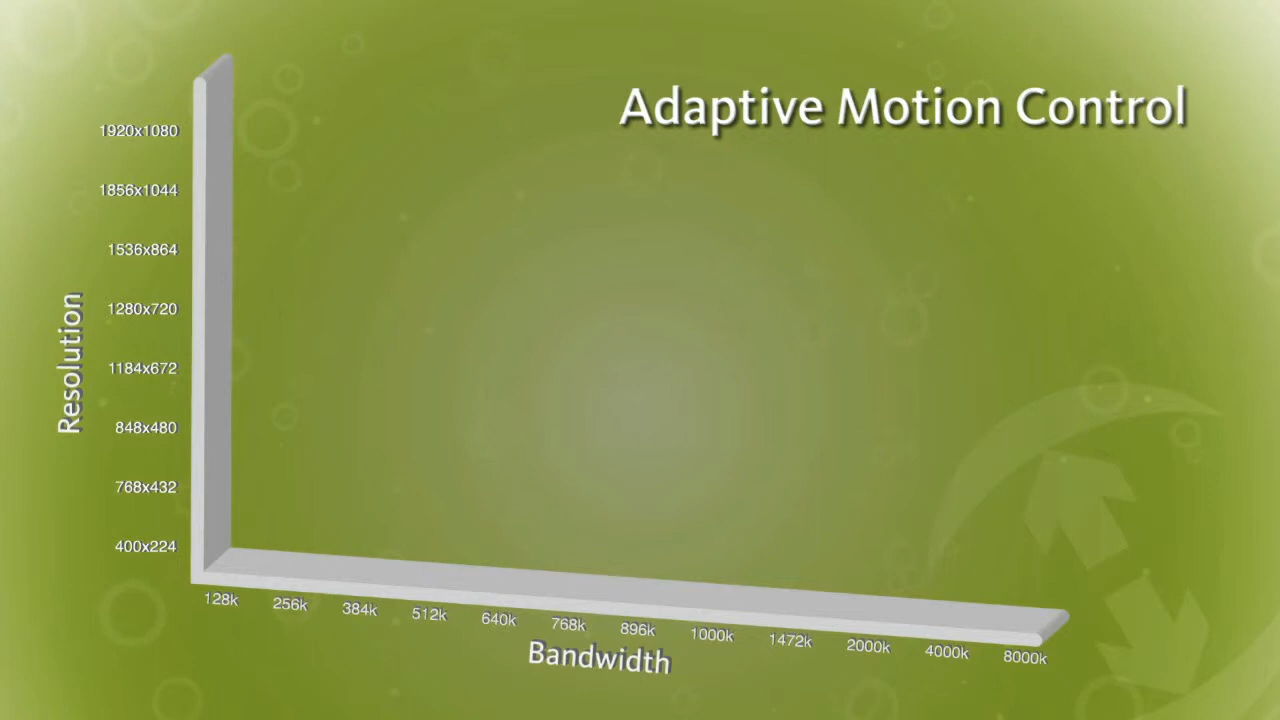 Adaptive Motion Control
Resolution
1920x1080
1856x1044
1536x864
1280x720
1184x672
848x480
768x432
400x224
128k 256k 384k 512k 640k 768k 896k 1000k 1472k 2000k 4000k 8000k
Bandwidth